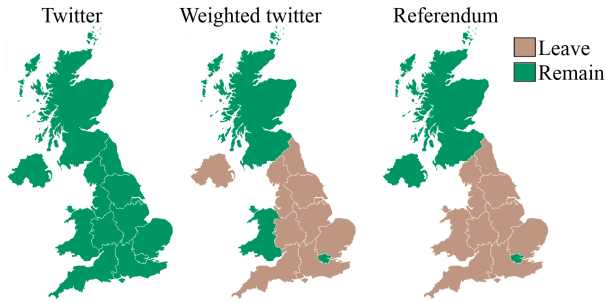 Twitter
Weighted twitter
Referendum
Leave
Remain